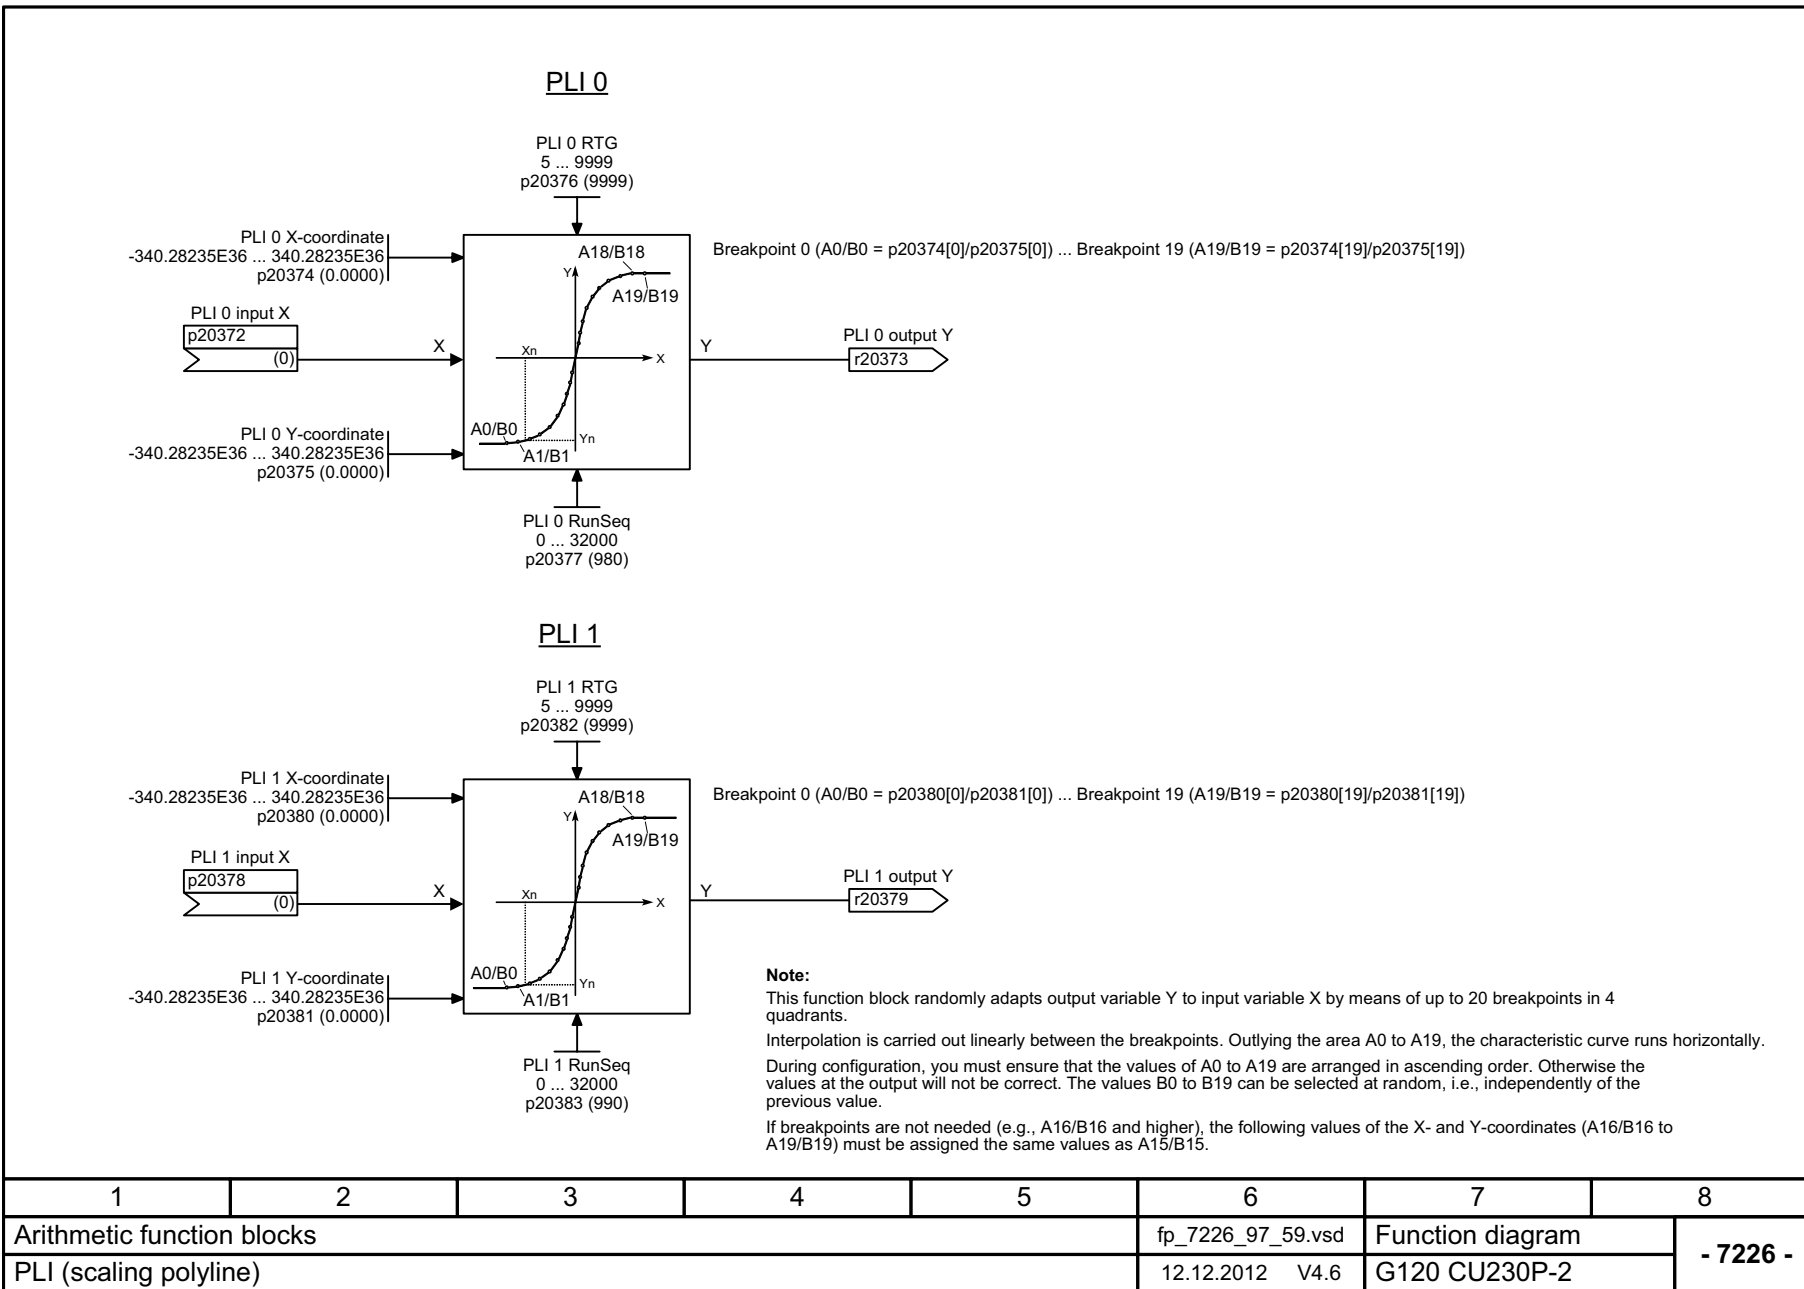 PLI 0
PLI 0 RTG
5 ... 9999
p20376 (9999)
PLI 0 X-coordinate
-340.28235E36 ... 340.28235E36
p20374 (0.0000)
PLI 0 input X
p20372
(0)
X
PLI 0 Y-coordinate
-340.28235E36 ... 340.28235E36
p20375 (0.0000)
A18/B18
Y
A19/B19
Xn
X
A0/B0
Yn
A1/B1
Breakpoint 0 (A0/B0 = p20374[0]/p20375[0]) ... Breakpoint 19 (A19/B19 = p20374[19]/p20375[19])
Y
PLI 0 output Y
r20373
PLI 0 RunSeq
0 ... 32000
p20377 (980)
PLI 1
PLI 1 RTG
5 ... 9999
p20382 (9999)
PLI 1 X-coordinate
-340.28235E36 ... 340.28235E36
p20380 (0.0000)
PLI 1 input X
p20378
(0)
X
PLI 1 Y-coordinate
-340.28235E36 ... 340.28235E36
p20381 (0.0000)
A18/B18
Y
A19/B19
Xn
X
A0/B0
Yn
A1/B1
Breakpoint 0 (A0/B0 = p20380[0]/p20381[0]) ... Breakpoint 19 (A19/B19 = p20380[19]/p20381[19])
Y
PLI 1 output Y
r20379
PLI 1 RunSeq
0 ... 32000
p20383 (990)
Note:
This function block randomly adapts output variable Y to input variable X by means of up to 20 breakpoints in 4
quadrants.
Interpolation is carried out linearly between the breakpoints. Outlying the area A0 to A19, the characteristic curve runs horizontally.
During configuration, you must ensure that the values of A0 to A19 are arranged in ascending order. Otherwise the
values at the output will not be correct. The values B0 to B19 can be selected at random, i.e., independently of the
previous value.
If breakpoints are not needed (e.g., A16/B16 and higher), the following values of the X- and Y-coordinates (A16/B16 to
A19/B19) must be assigned the same values as A15/B15.
1 2 3 4 5 6 7 8
Arithmetic function blocks
fp_7226_97_59.vsd
Function diagram
- 7226 -
PLI (scaling polyline)
12.12.2012 V4.6
G120 CU230P-2